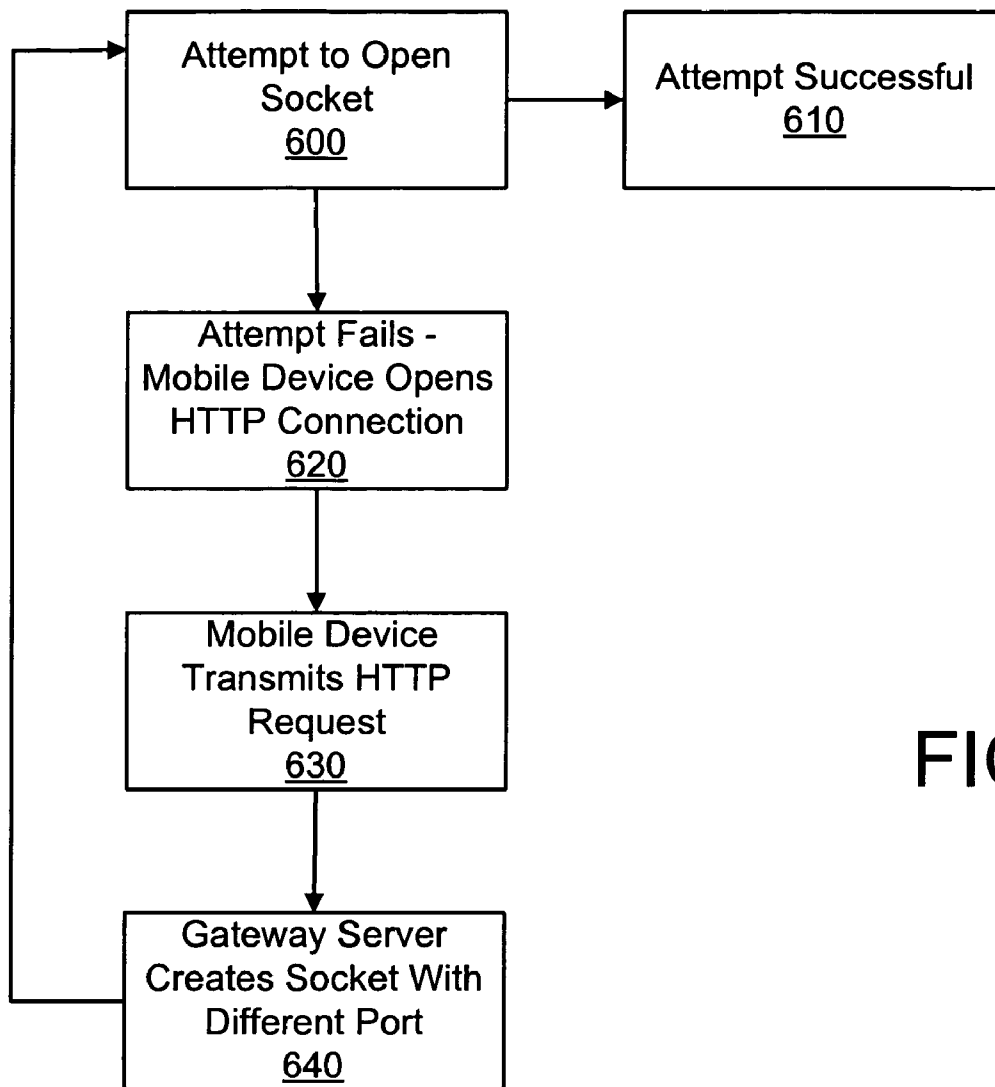 Attempt to Open
Socket
600
Attempt Successful
610
Attempt Fails -
Mobile Device Opens
HTTP Connection
620
Mobile Device
Transmits HTTP
Request
630
Gateway Server
Creates Socket With
Different Port
640